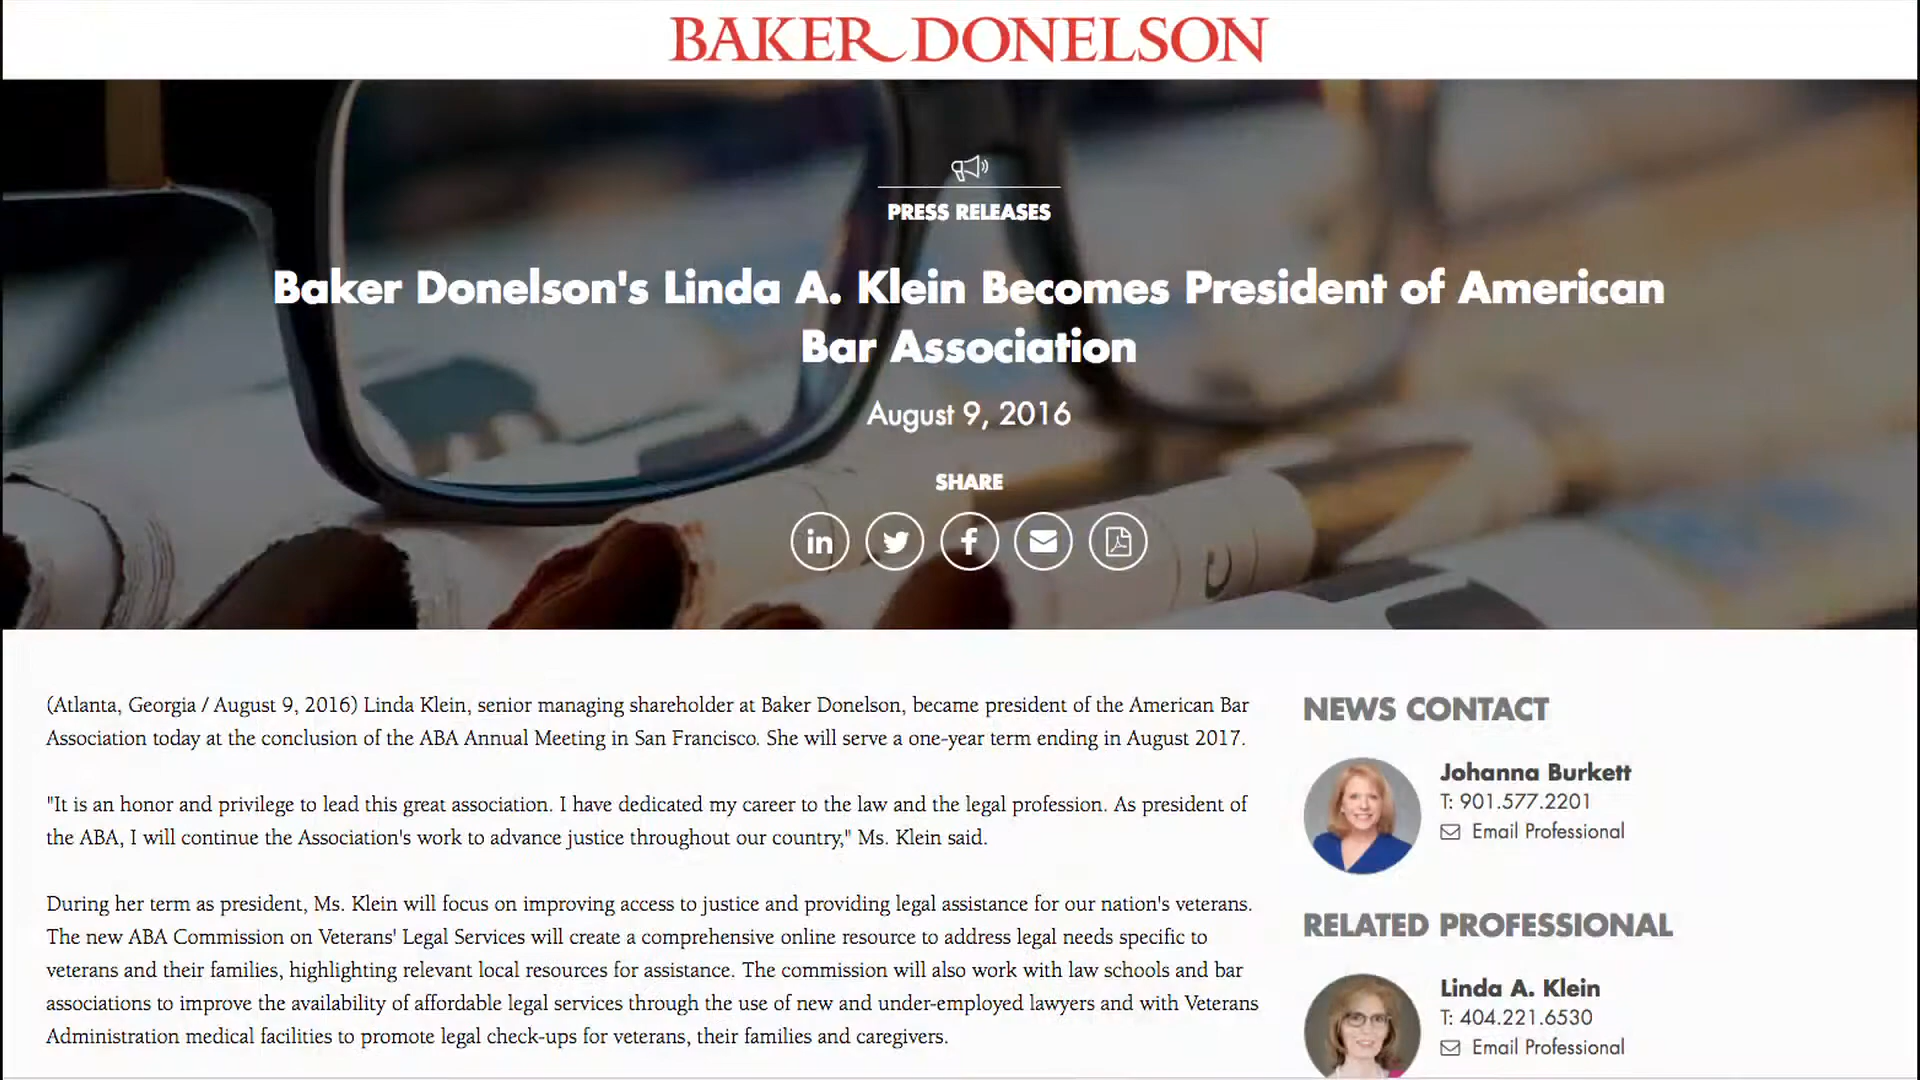 BAKER DONELSON
PRESS RELEASES
Baker Donelson's Linda A. Klein Becomes President of American
Bar Association
August 9, 2016
SHARE
(Atlanta, Georgia / August 9, 2016) Linda Klein, senior managing shareholder at Baker Donelson, became president of the American Bar
Association today at the conclusion of the ABA Annual Meeting in San Francisco. She will serve a one-year term ending in August 2017.
"It is an honor and privilege to lead this great association. I have dedicated my career to the law and the legal profession. As president of
the ABA, I will continue the Association's work to advance justice throughout our country," Ms. Klein said.
During her term as president, Ms. Klein will focus on improving access to justice and providing legal assistance for our nation's veterans.
The new ABA Commission on Veterans' Legal Services will create a comprehensive online resource to address legal needs specific to
veterans and their families, highlighting relevant local resources for assistance. The commission will also work with law schools and bar
associations to improve the availability of affordable legal services through the use of new and under-employed lawyers and with Veterans
Administration medical facilities to promote legal check-ups for veterans, their families and caregivers.
NEWS CONTACT
Johanna Burkett
T: 901.577.2201
Email Professional
RELATED PROFESSIONAL
Linda A. Klein
T: 404.221.6530
Email Professional